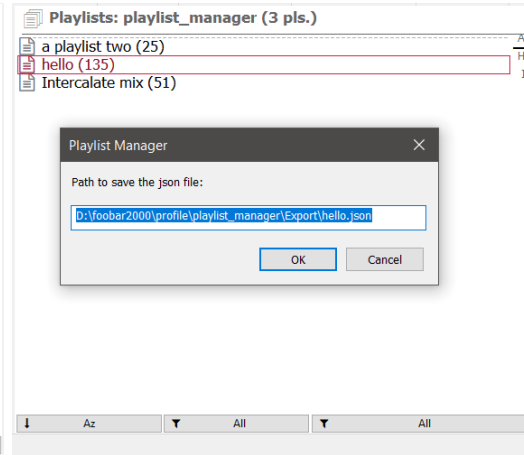 Playlists: playlist_manager (3 pls.)
a playlist two (25)
hello (135)
Intercalate mix (51)
A
H
Playlist Manager
Path to save the json file:
D:\foobar2000\profile\playlist_manager\Export\hello.json
OK
Cancel
Az
All
All